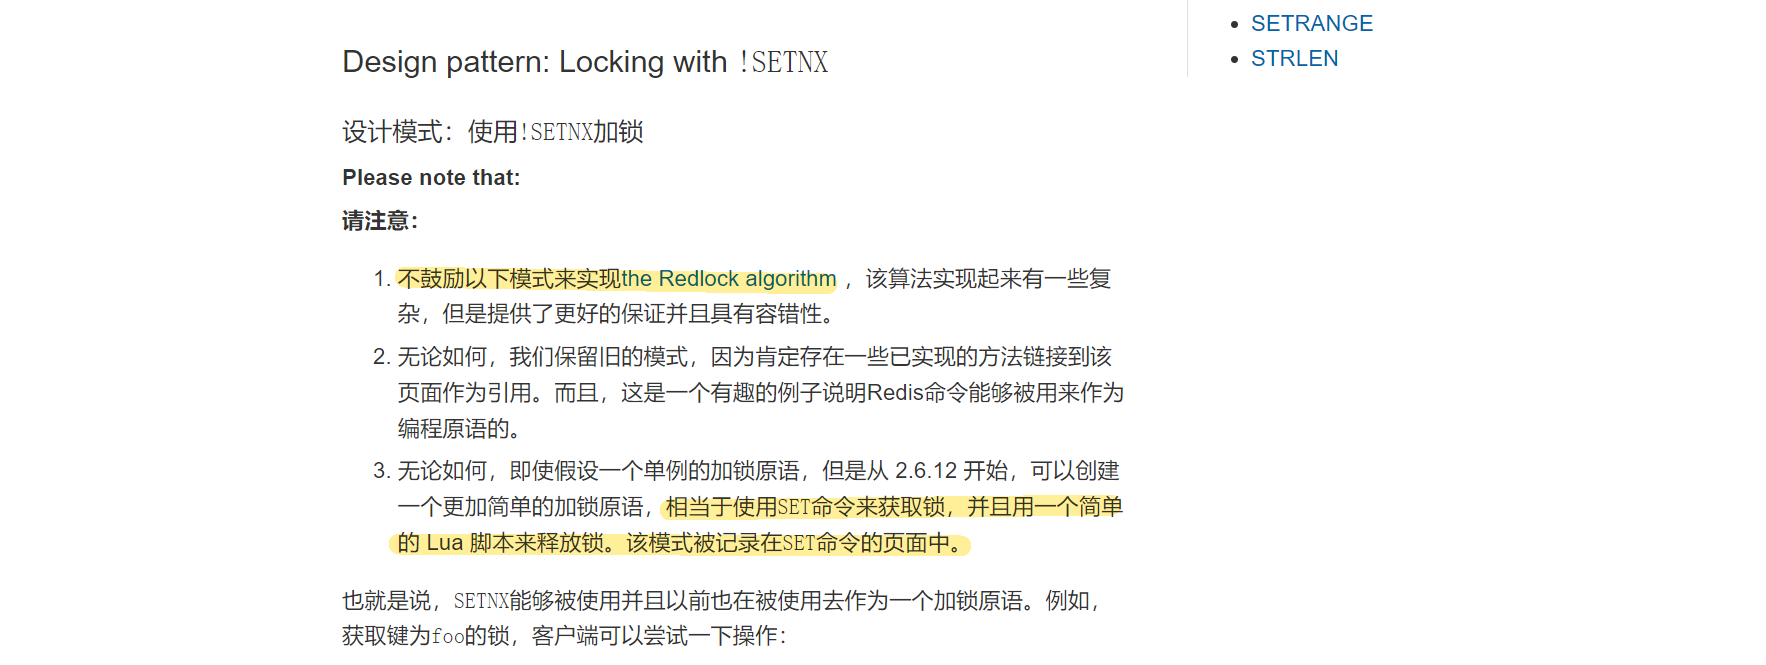 Design pattern: Locking with !SETNX
设计模式：使用!SETNX加锁
Please note that:
请注意：
1. 不鼓励以下模式来实现the Redlock algorithm ，该算法实现起来有一些复
杂，但是提供了更好的保证并且具有容错性。
2. 无论如何，我们保留旧的模式，因为肯定存在一些已实现的方法链接到该
页面作为引用。而且，这是一个有趣的例子说明Redis命令能够被用来作为
编程原语的。
3. 无论如何，即使假设一个单例的加锁原语，但是从 2.6.12 开始，可以创建
一个更加简单的加锁原语，相当于使用SET命令来获取锁，并且用一个简单
的 Lua 脚本来释放锁。该模式被记录在SET命令的页面中。
也就是说，SETNX能够被使用并且以前也在被使用去作为一个加锁原语。例如，
获取键为foo的锁，客户端可以尝试一下操作：
• SETRANGE
• STRLEN